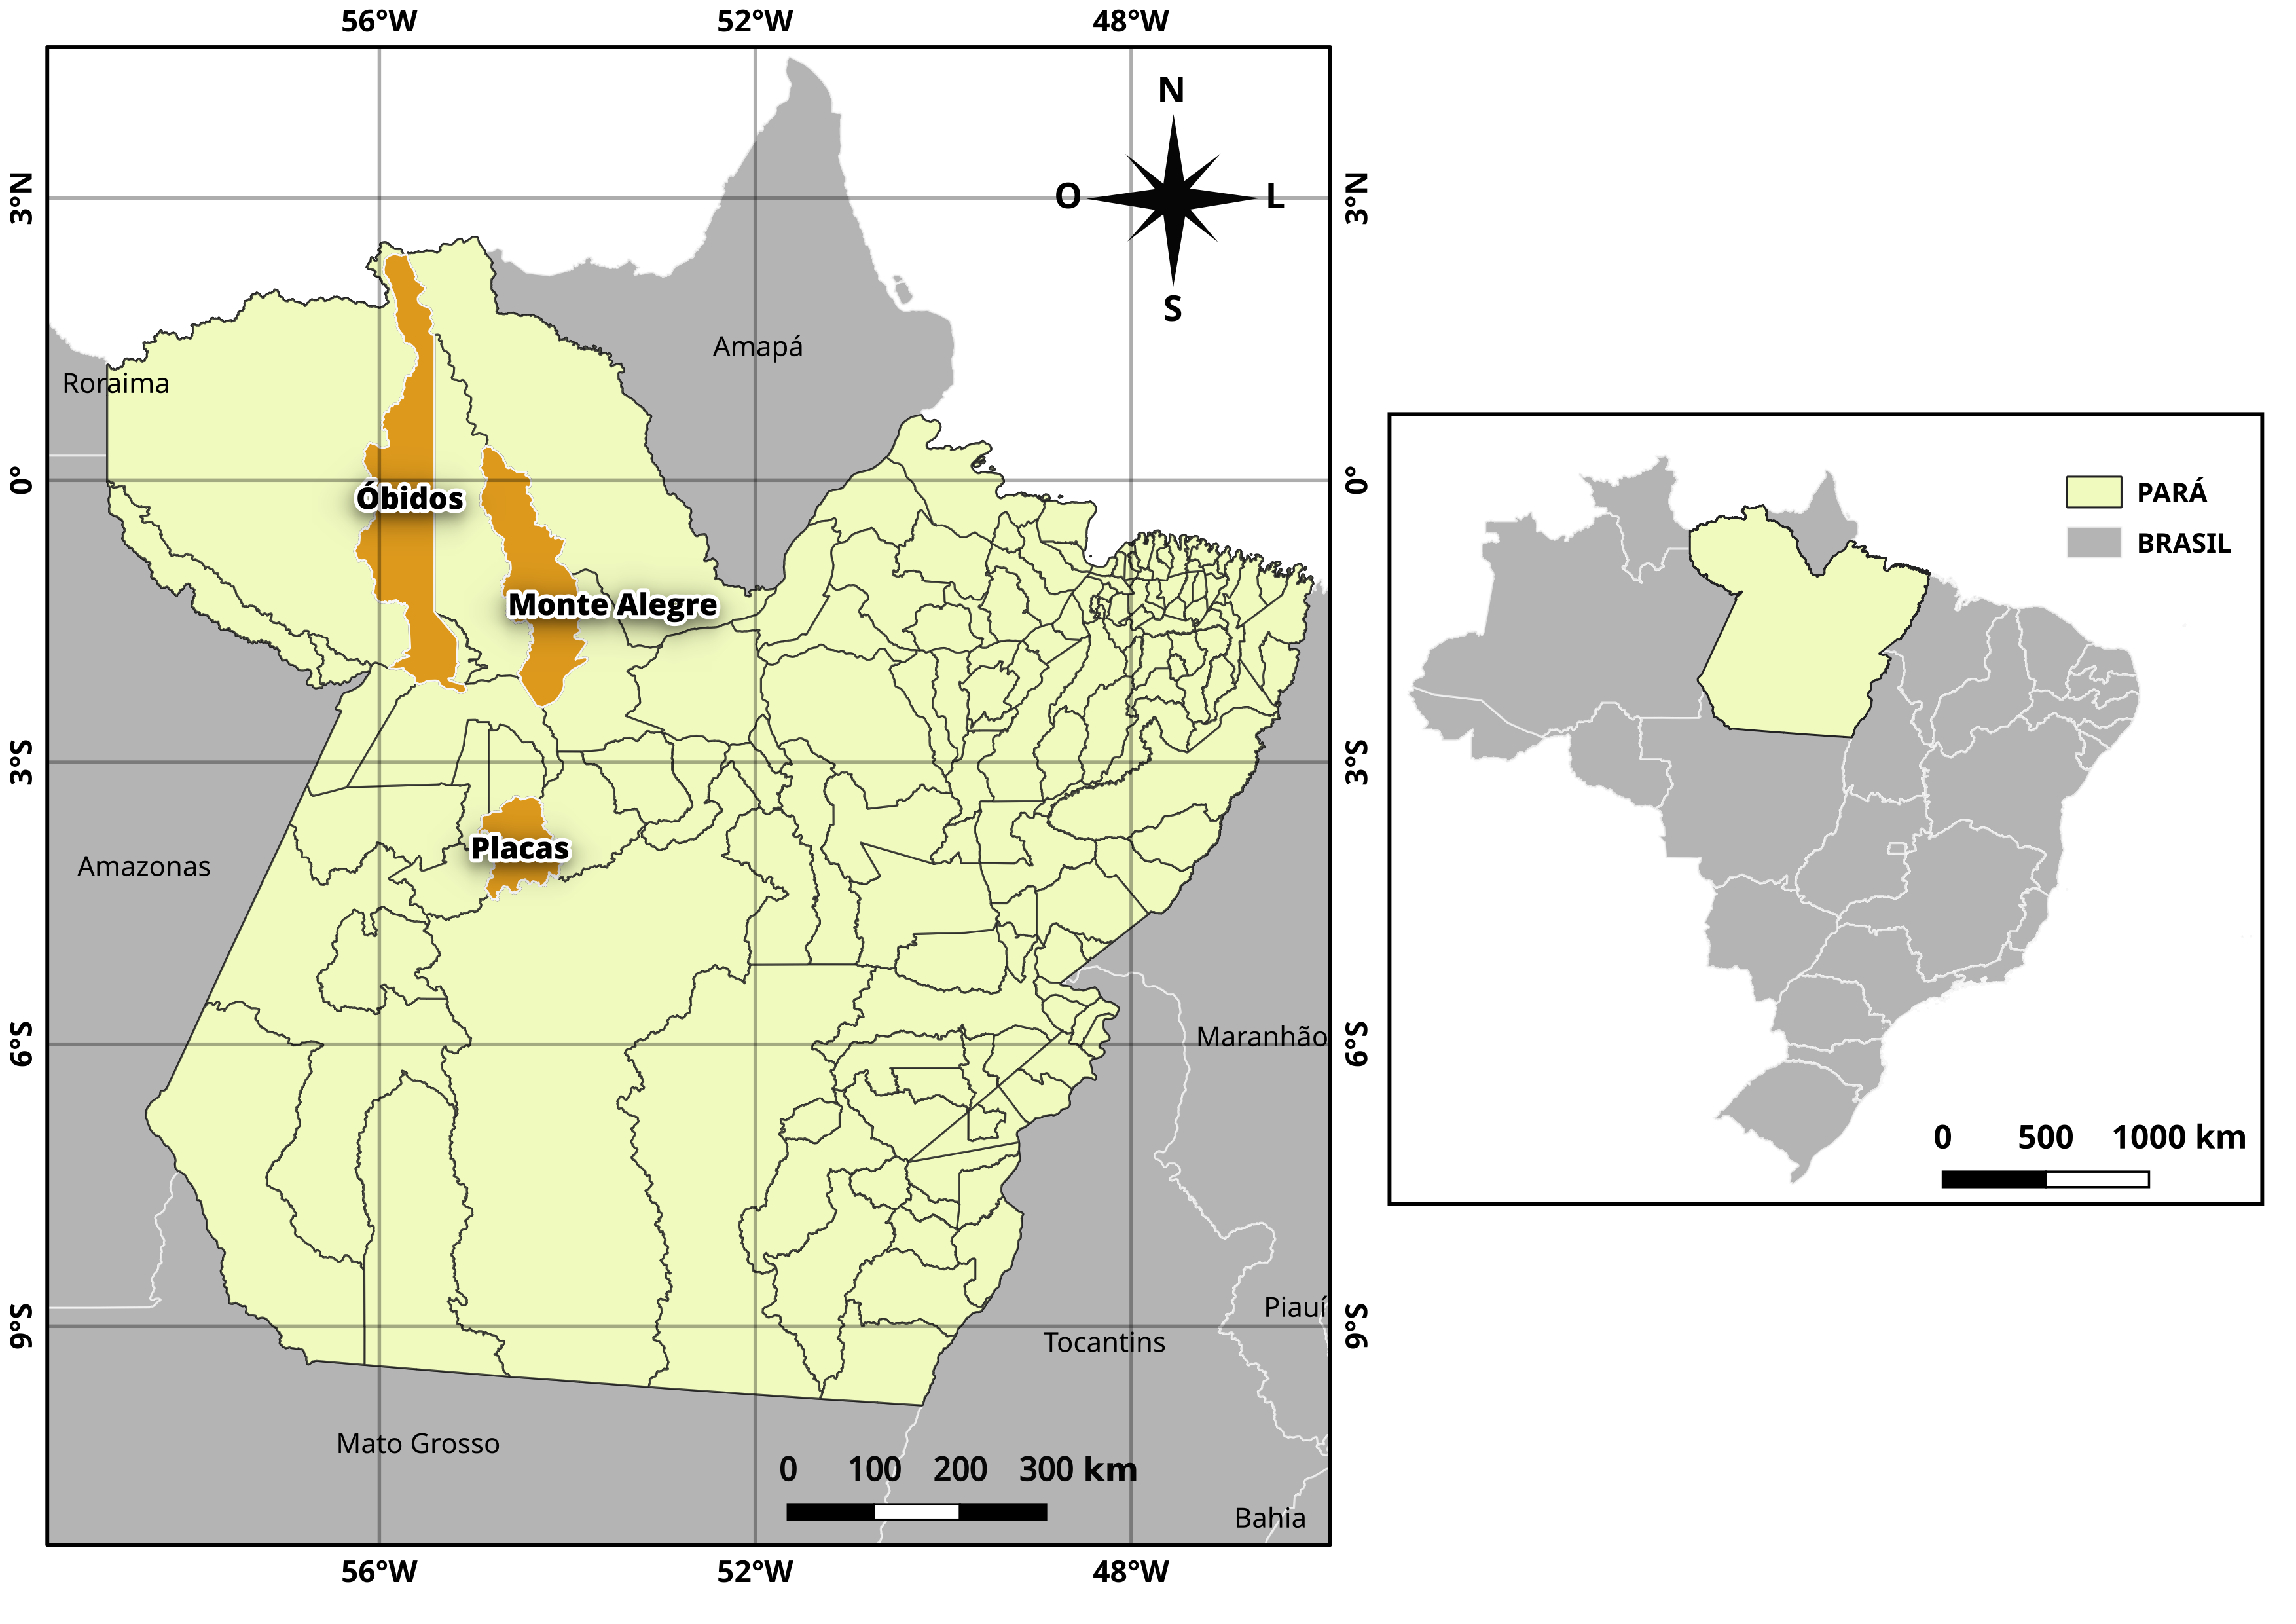 56°W 52°W 48°W
3°N
0°
3°S
6°S
9°S
3°N
0°
3°S
6°S
9°S
56°W 52°W 48°W
N
O L
S
Amapá
Roraima
Óbidos
Monte Alegre
Placas
Amazonas
Maranhão
Piauí
Tocantins
Mato Grosso
Bahia
0 100 200 300 km
PARÁ
BRASIL
0 500 1000 km